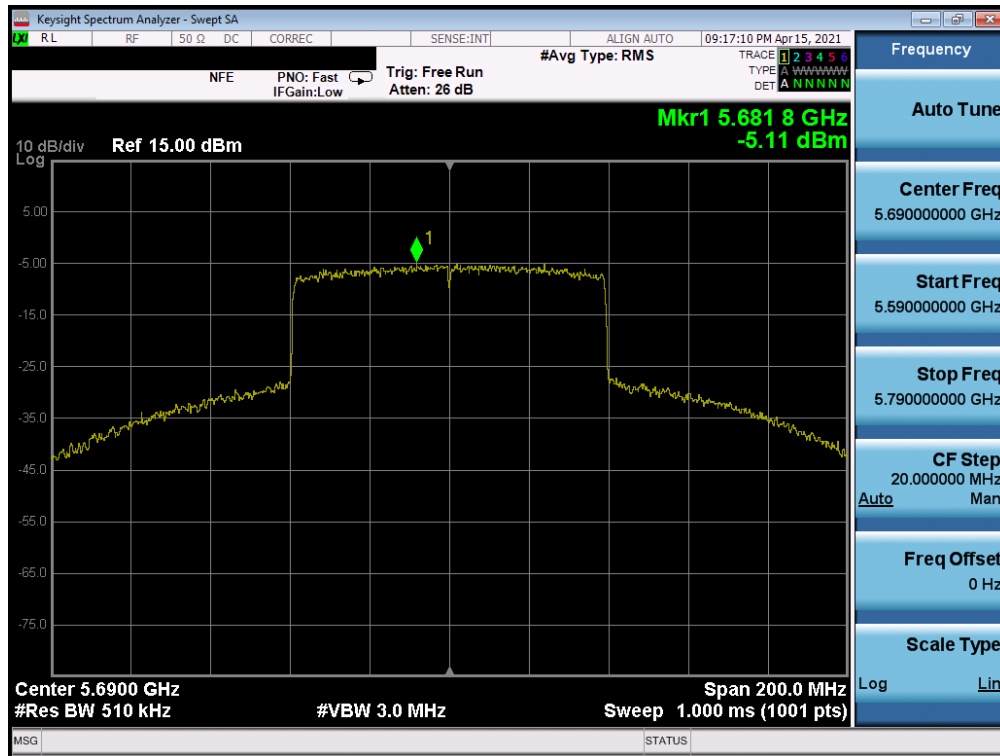 Keysight Spectrum Analyzer - Swept SA
LXI RL RF 50 Ω DC CORREC SENSE:INT ALIGN AUTO 09:17:10 PM Apr 15, 2021
NFE PNO: Fast Trig: Free Run #Avg Type: RMS TRACE 1 2 3 4 5 6
IFGain:Low Atten: 26 dB TYPE A WWWWW
DET A N N N N N
Mkr1 5.681 8 GHz
-5.11 dBm
10 dB/div Ref 15.00 dBm
Log
5.00
1
-5.00
-15.0
-25.0
-35.0
-45.0
-55.0
-65.0
-75.0
Center 5.6900 GHz Span 200.0 MHz
#Res BW 510 kHz #VBW 3.0 MHz Sweep 1.000 ms (1001 pts)
MSG STATUS
Frequency
Auto Tune
Center Freq
5.690000000 GHz
Start Freq
5.590000000 GHz
Stop Freq
5.790000000 GHz
CF Step
20.000000 MHz
Auto Man
Freq Offset
0 Hz
Scale Type
Log Lin